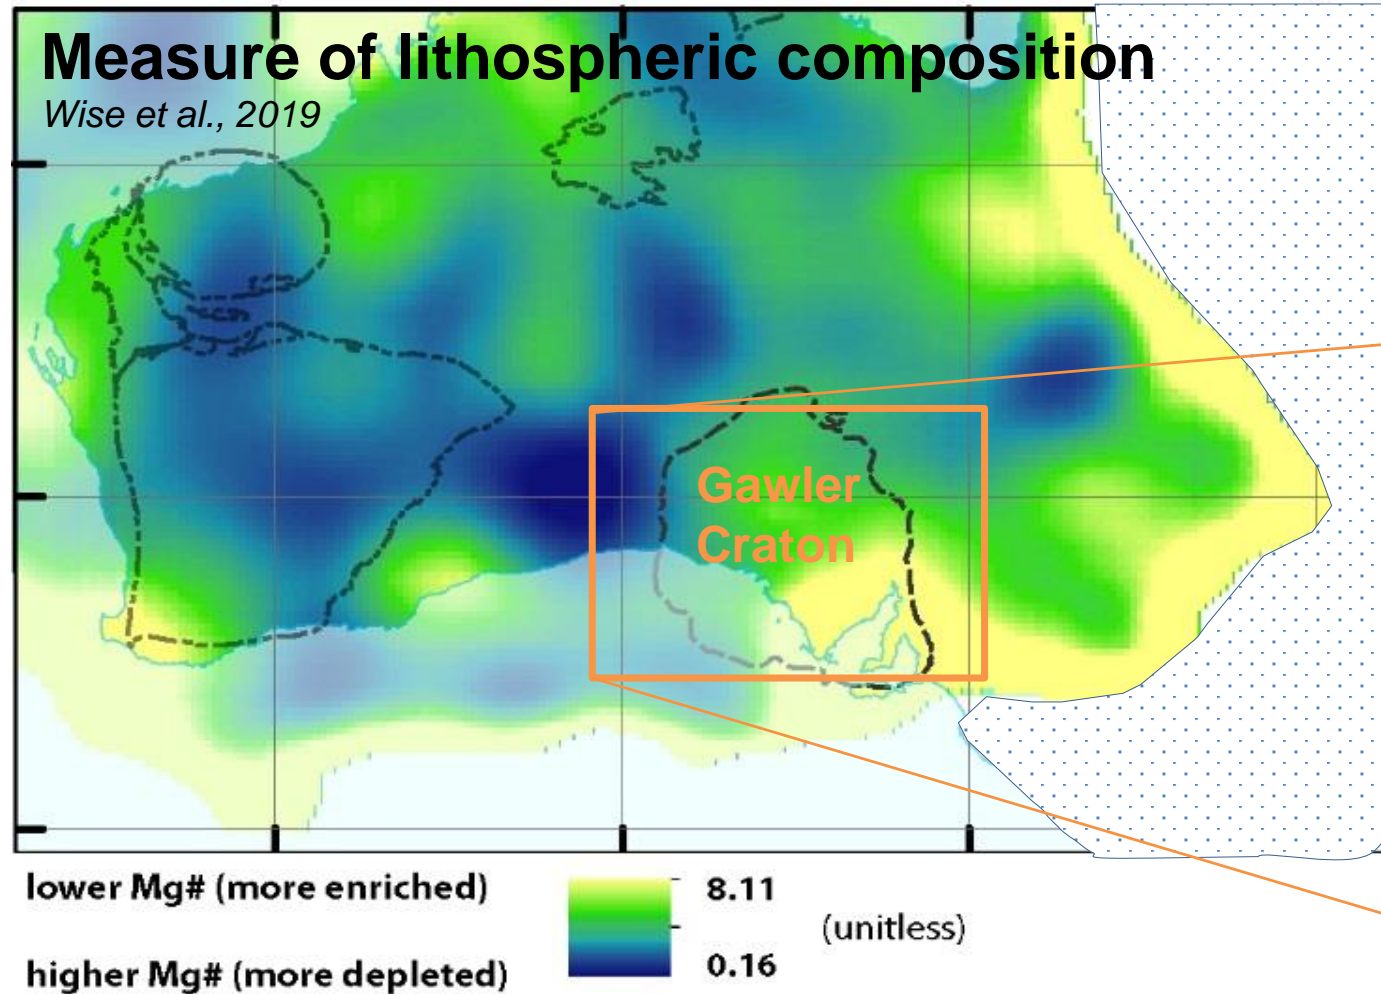 Measure of lithospheric composition
Wise et al., 2019
Gawler
Craton
lower Mg# (more enriched)
8.11
(unitless)
higher Mg# (more depleted)
0.16